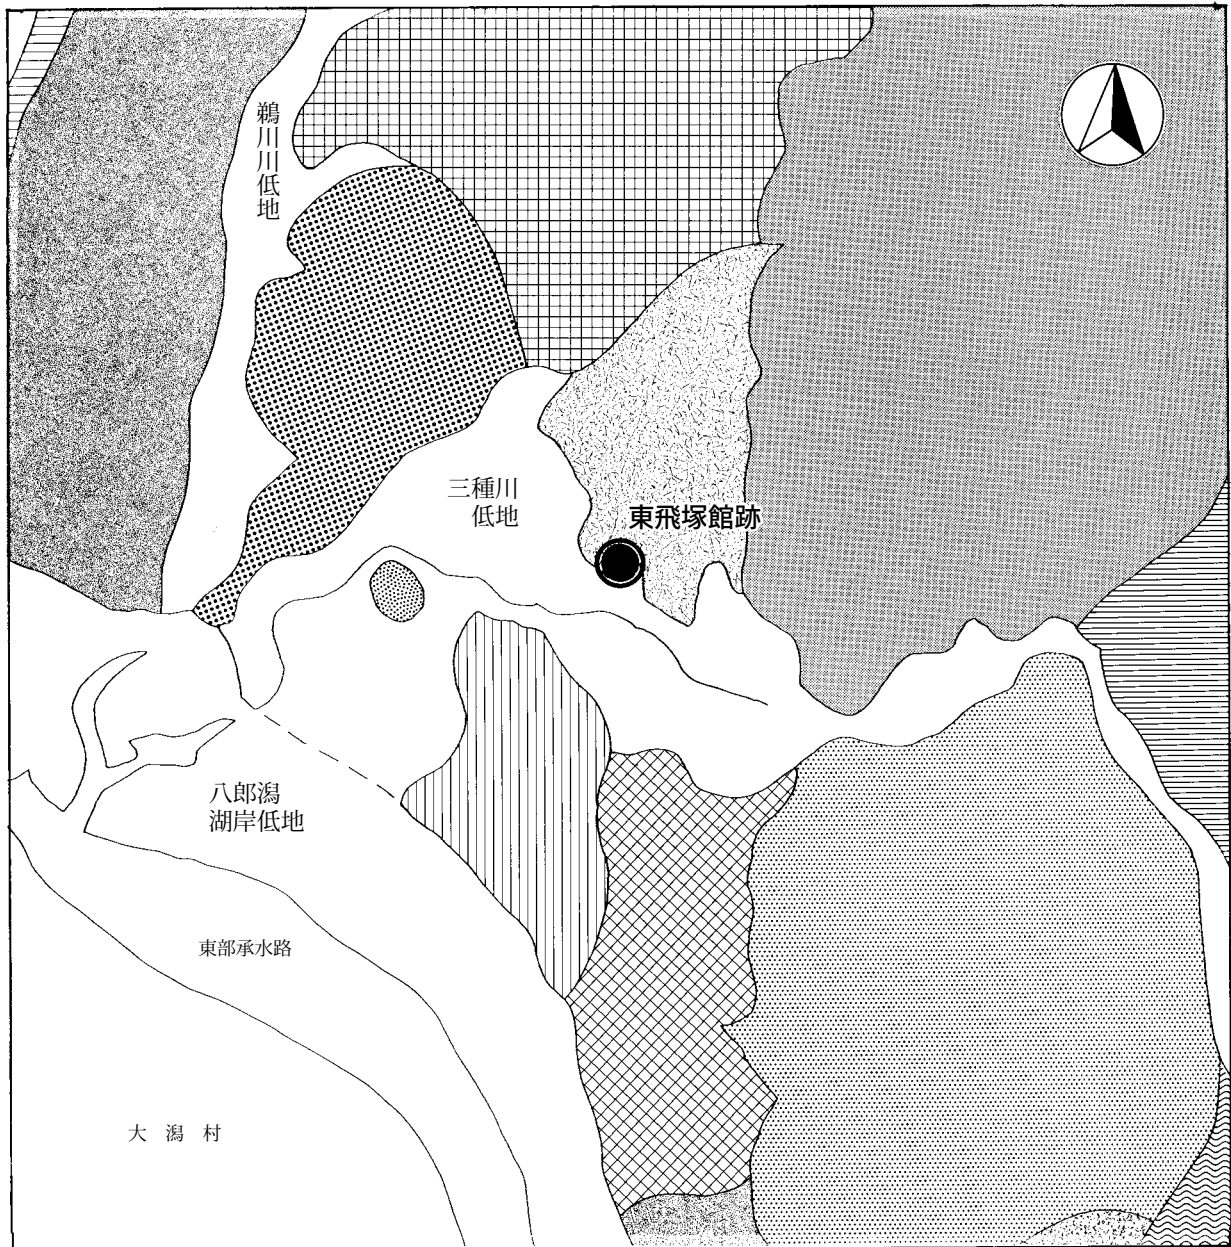 鵜川川低地
三種川
低地
東飛塚館跡
八郎潟
湖岸低地
東部承水路
大潟村